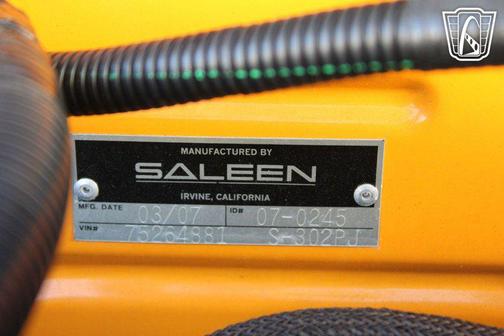 MANUFACTURED BY
SALEEN
IRVINE, CALIFORNIA
MFG. DATE 03/07 ID# 07-0245
VIN# 75264881 S-302PJ